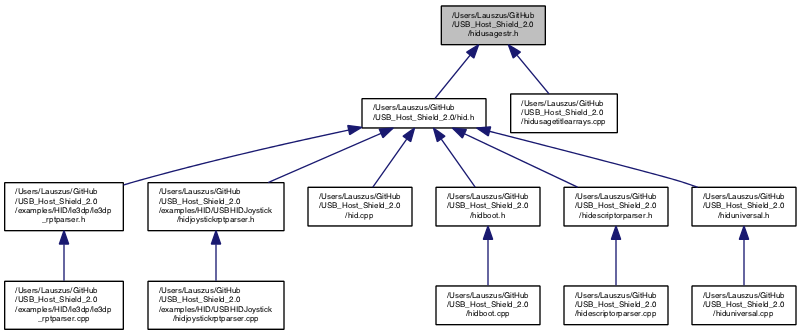 /Users/Lauszus/GitHub
/USB_Host_Shield_2.0
/hidusagestr.h
/Users/Lauszus/GitHub
/USB_Host_Shield_2.0/hid.h
/Users/Lauszus/GitHub
/USB_Host_Shield_2.0
/hidusagetitlearrays.cpp
/Users/Lauszus/GitHub
/USB_Host_Shield_2.0
/examples/HID/le3dp/le3dp
_rptparser.h
/Users/Lauszus/GitHub
/USB_Host_Shield_2.0
/examples/HID/USBHIDJoystick
/hidjoystickrptparser.h
/Users/Lauszus/GitHub
/USB_Host_Shield_2.0
/hid.cpp
/Users/Lauszus/GitHub
/USB_Host_Shield_2.0
/hidboot.h
/Users/Lauszus/GitHub
/USB_Host_Shield_2.0
/hidescriptorparser.h
/Users/Lauszus/GitHub
/USB_Host_Shield_2.0
/hiduniversal.h
/Users/Lauszus/GitHub
/USB_Host_Shield_2.0
/examples/HID/le3dp/le3dp
_rptparser.cpp
/Users/Lauszus/GitHub
/USB_Host_Shield_2.0
/examples/HID/USBHIDJoystick
/hidjoystickrptparser.cpp
/Users/Lauszus/GitHub
/USB_Host_Shield_2.0
/hidboot.cpp
/Users/Lauszus/GitHub
/USB_Host_Shield_2.0
/hidescriptorparser.cpp
/Users/Lauszus/GitHub
/USB_Host_Shield_2.0
/hiduniversal.cpp